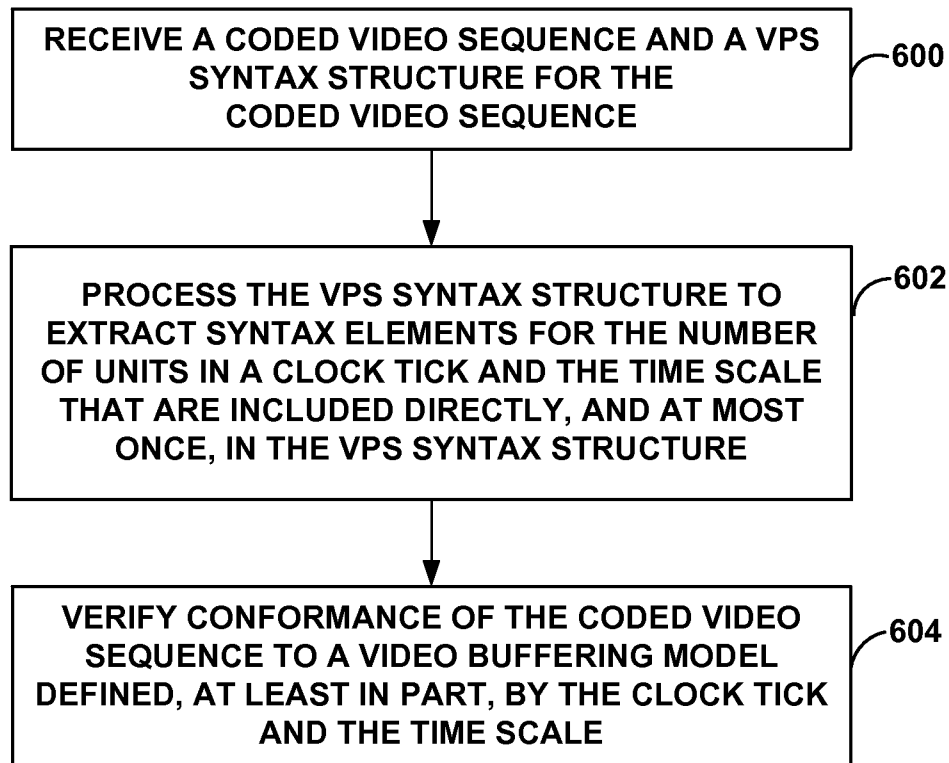 RECEIVE A CODED VIDEO SEQUENCE AND A VPS
SYNTAX STRUCTURE FOR THE
CODED VIDEO SEQUENCE
600
PROCESS THE VPS SYNTAX STRUCTURE TO
EXTRACT SYNTAX ELEMENTS FOR THE NUMBER
OF UNITS IN A CLOCK TICK AND THE TIME SCALE
THAT ARE INCLUDED DIRECTLY, AND AT MOST
ONCE, IN THE VPS SYNTAX STRUCTURE
602
VERIFY CONFORMANCE OF THE CODED VIDEO
SEQUENCE TO A VIDEO BUFFERING MODEL
DEFINED, AT LEAST IN PART, BY THE CLOCK TICK
AND THE TIME SCALE
604